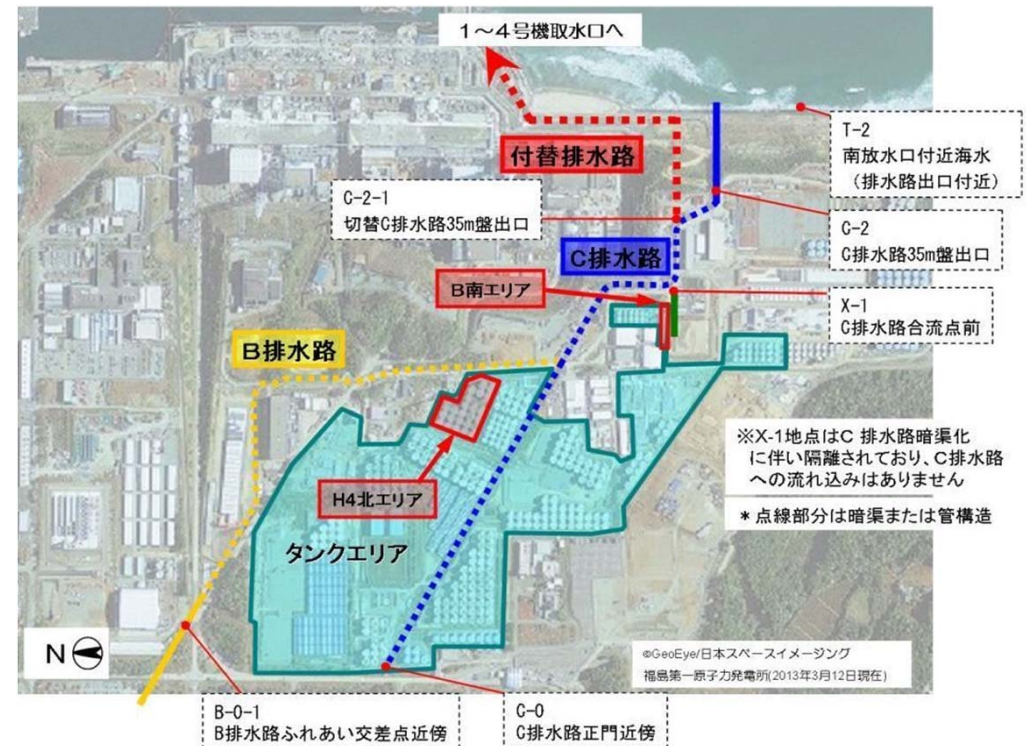 1～4号機取水口へ
付替排水路
T-2
南放水口付近海水
(排水路出口付近)
C-2-1
切替C排水路35m盤出口
C-2
C排水路35m盤出口
C排水路
B南エリア
X-1
C排水路合流点前
B排水路
※X-1地点はC 排水路暗渠化
に伴い隔離されており、C排水路
への流れ込みはありません
H4北エリア
*点線部分は暗渠または管構造
タンクエリア
N
©GeoEye/日本スペースイメージング
福島第一原子力発電所(2013年3月12日現在)
B-0-1
B排水路ふれあい交差点近傍
C-0
C排水路正門近傍